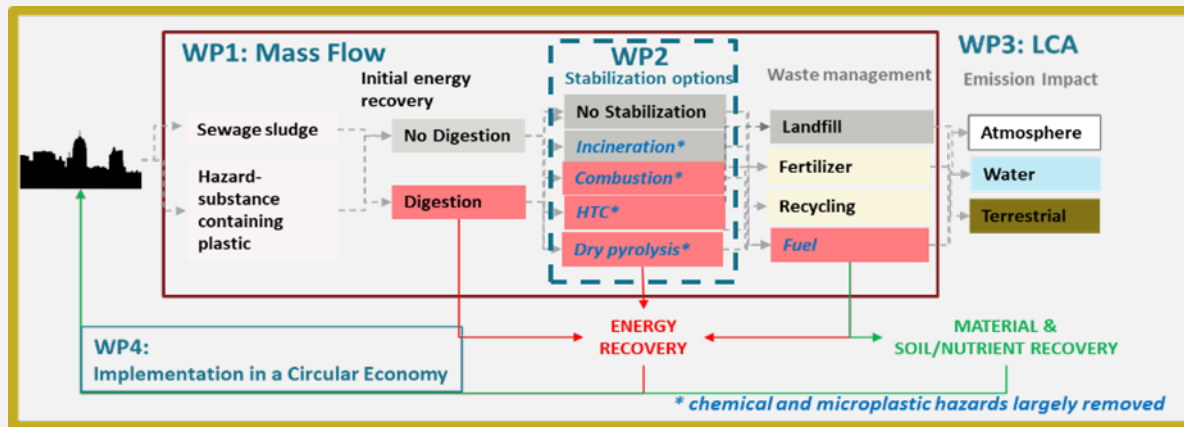 WP1: Mass Flow
WP2
WP3: LCA
Initial energy
recovery
Stabilization options
Waste management
Emission Impact
Sewage sludge
Hazard-
substance
containing
plastic
No Digestion
Digestion
No Stabilization
Incineration*
Combustion*
HTC*
Dry pyrolysis*
Landfill
Fertilizer
Recycling
Fuel
Atmosphere
Water
Terrestrial
ENERGY
RECOVERY
MATERIAL &
SOIL/NUTRIENT RECOVERY
WP4:
Implementation in a Circular Economy
* chemical and microplastic hazards largely removed